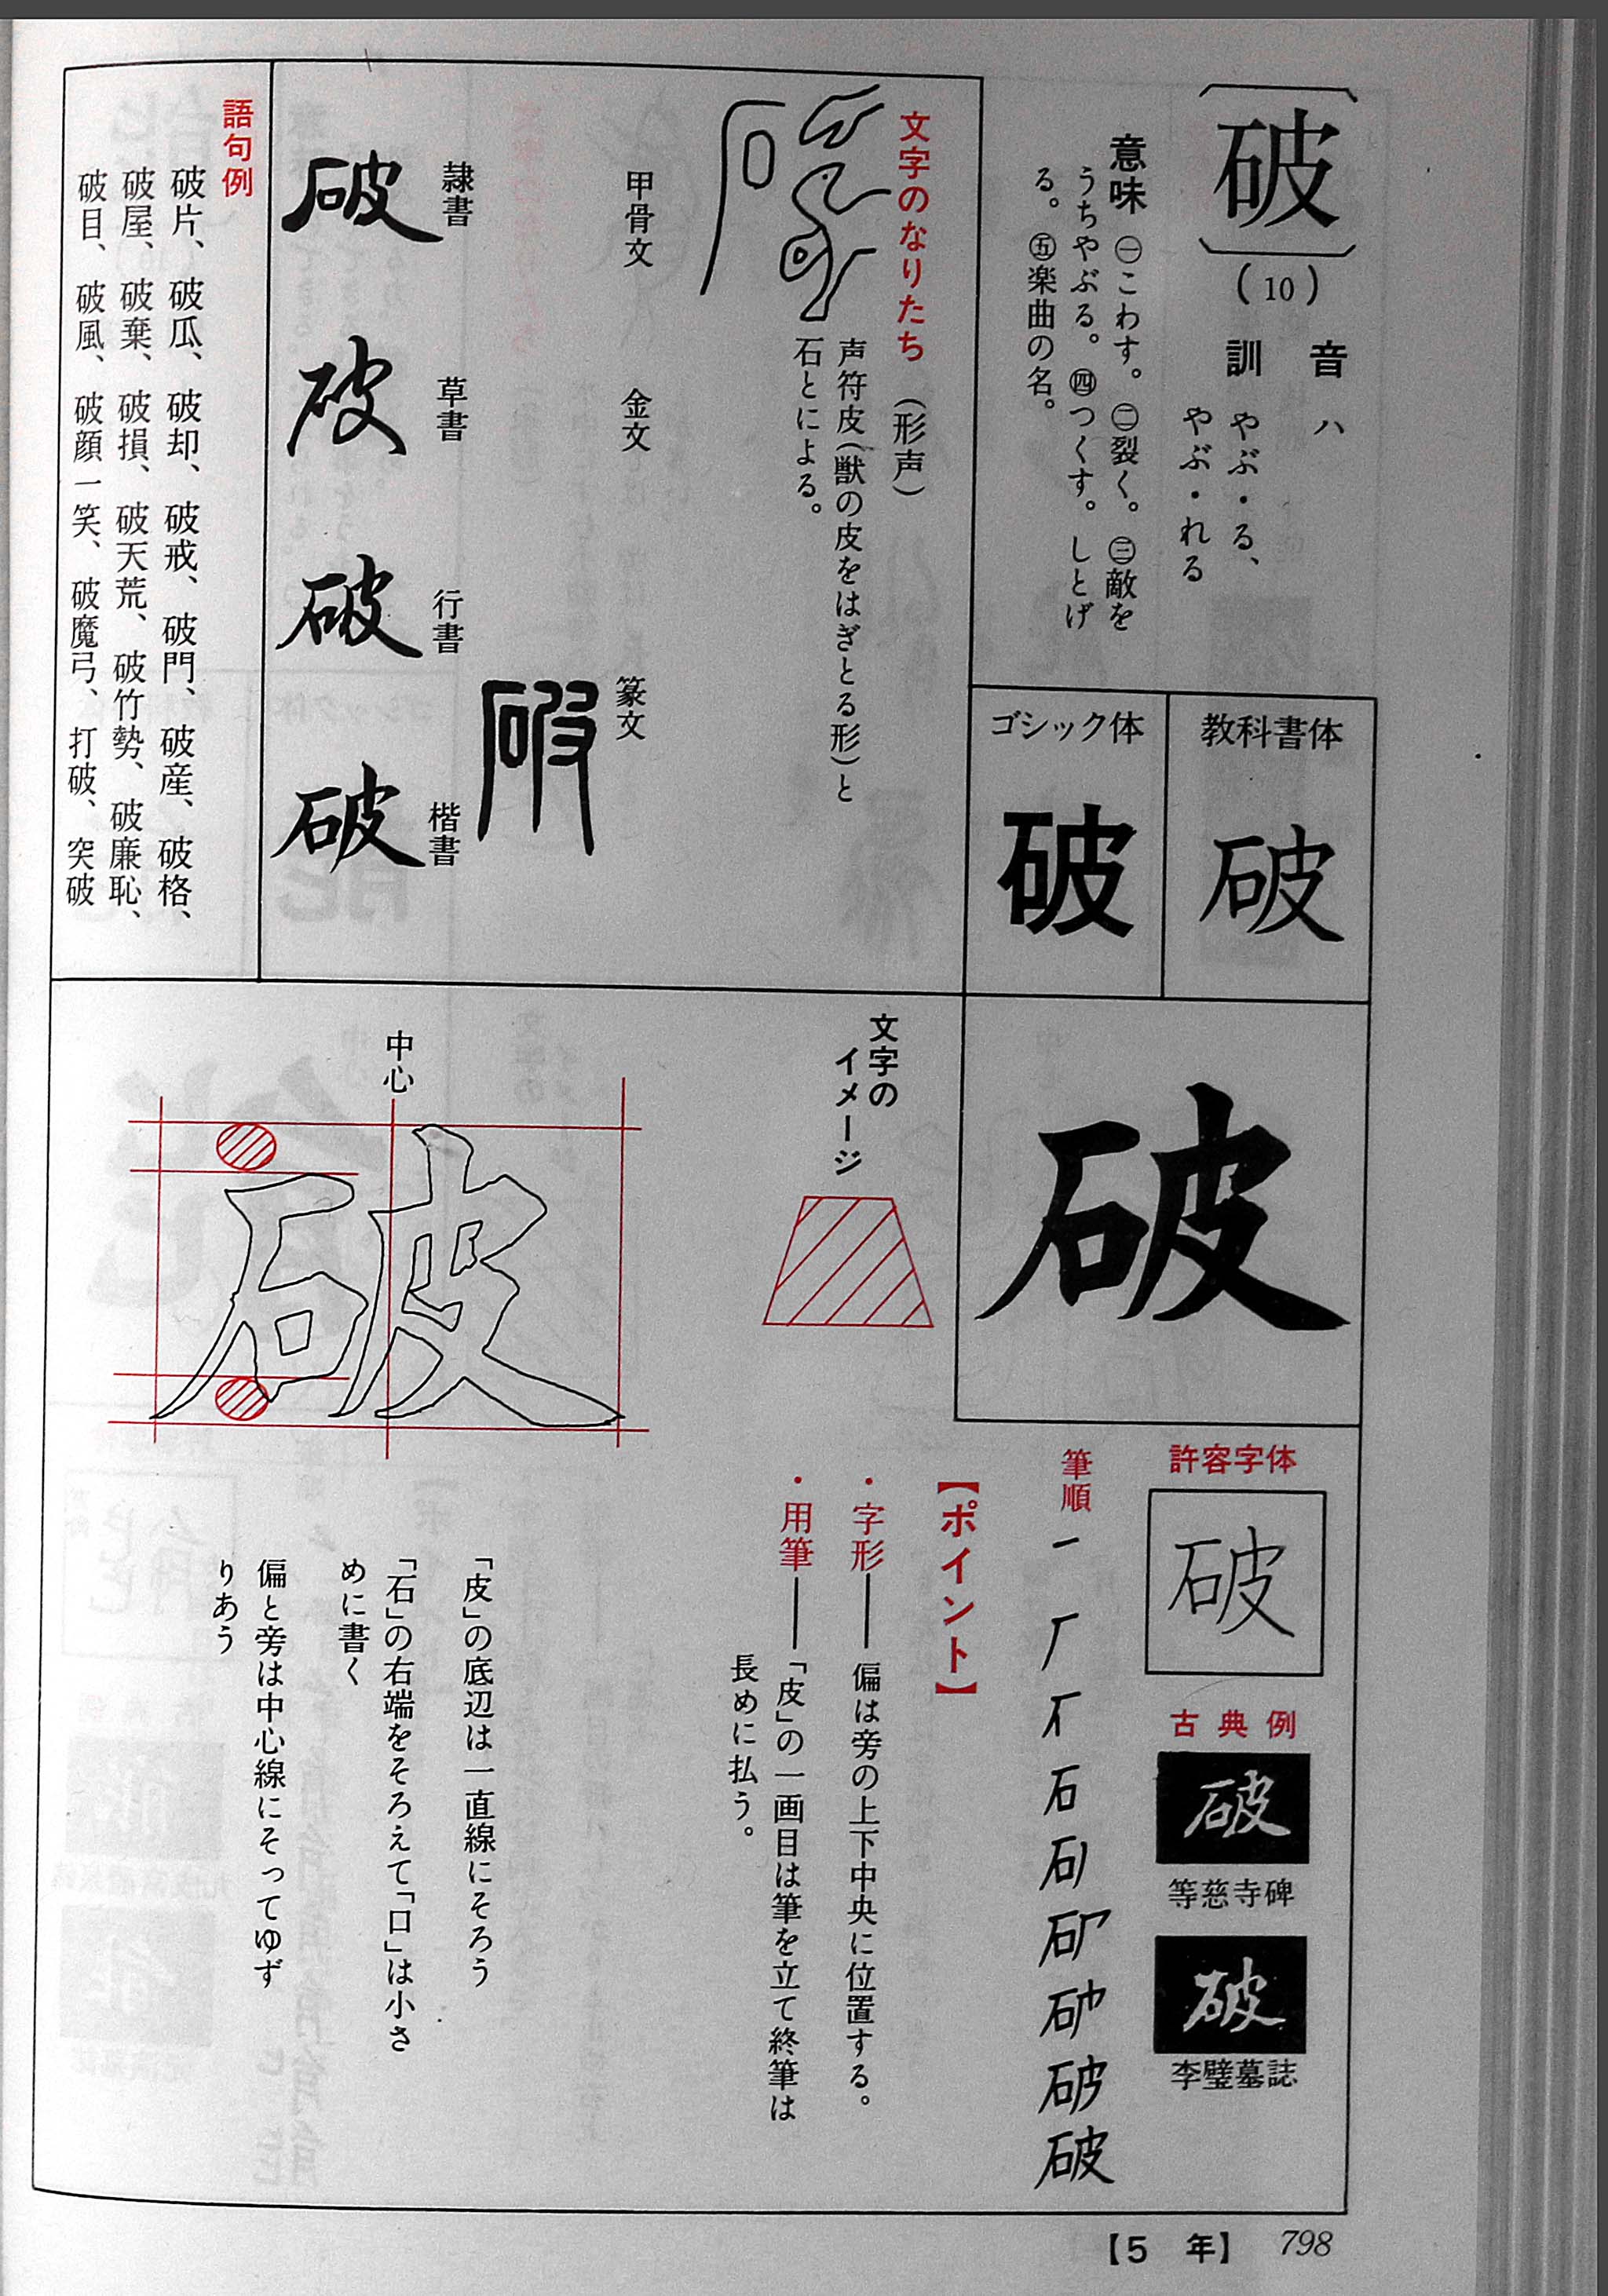 破
(10)
音 ハ
訓 やぶ・る、
やぶ・れる
意味 ㊀こわす。㊁裂く。㊂敵を
うちやぶる。㊃つくす。しとげ
る。㊄楽曲の名。
教科書体
破
ゴシック体
破
文字のなりたち(形声)
声符皮(獣の皮をはぎとる形)と
石とによる。
甲骨文
金文
篆文
破
隷書
破
草書
破
行書
破
楷書
破
語句例
破片、破瓜、破却、破戒、破門、破産、破格、
破屋、破棄、破損、破天荒、破竹勢、破廉恥、
破目、破風、破顔一笑、破魔弓、打破、突破
破
文字の
イメージ
中心
破
許容字体
破
古典例
破
等慈寺碑
破
李璧墓誌
筆順
一 厂 石 破
【ポイント】
・字形――偏は旁の上下中央に位置する。
・用筆――「皮」の一画目は筆を立て終筆は
長めに払う。
「皮」の底辺は一直線にそろう
「石」の右端をそろえて「口」は小さ
めに書く
偏と旁は中心線にそってゆず
りあう
【5 年】 798